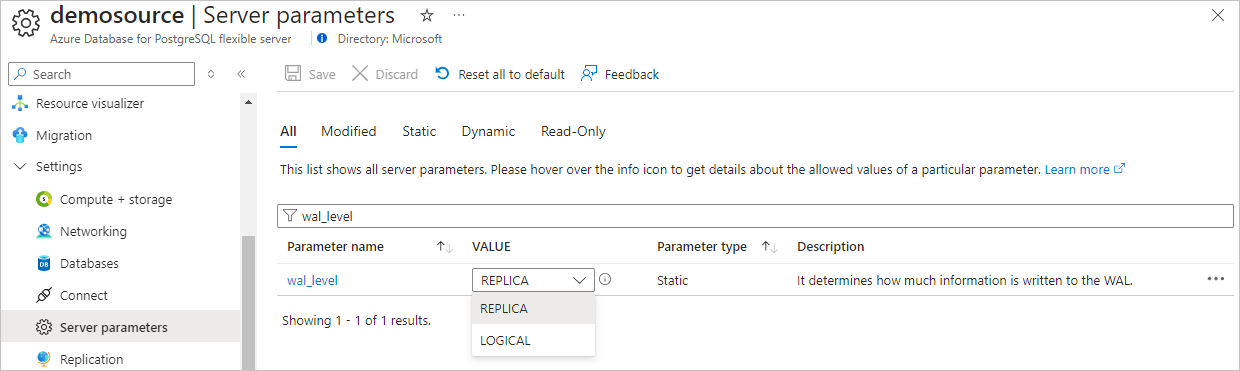 demosource | Server parameters
Azure Database for PostgreSQL flexible server Directory: Microsoft
Search
Resource visualizer
Migration
Settings
Compute + storage
Networking
Databases
Connect
Server parameters
Replication
Save Discard Reset all to default Feedback
All Modified Static Dynamic Read-Only
This list shows all server parameters. Please hover over the info icon to get details about the allowed values of a particular parameter. Learn more
wal_level
Parameter name VALUE Parameter type Description
wal_level REPLICA Static It determines how much information is written to the WAL.
REPLICA
Showing 1 - 1 of 1 results.
LOGICAL